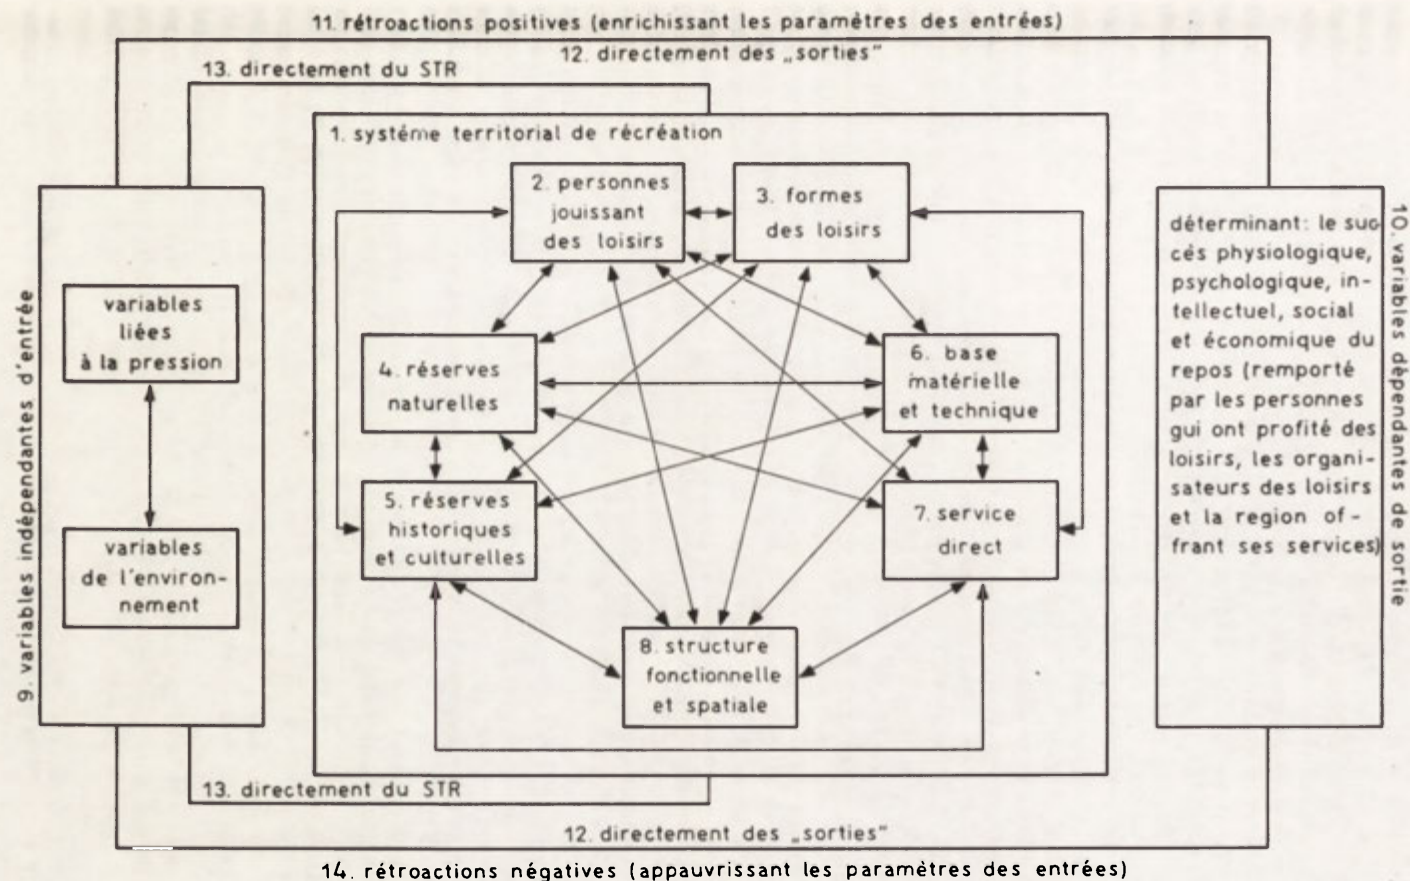 11. rétroactions positives (enrichissant les paramètres des entrées)
12. directement des „sorties"
13. directement du STR
1. systéme territorial de récréation
2. personnes
jouissant
des loisirs
3. formes
des loisirs
9. variables indépendantes d'entrée
variables
liées
à la pression
variables
de l'environ-
nement
4. réserves
naturelles
6. base
matérielle
et technique
5. réserves
historiques
et culturelles
7. service
direct
8. structure
fonctionnelle
et spatiale
déterminant: le suc
cés physiologique,
psychologique, in-
tellectuel, social
et économique du
repos (remporté
par les personnes
gui ont profité des
loisirs, les organi-
sateurs des loisirs
et la region of-
frant ses services)
10. variables dépendantes de sortie
13. directement du STR
12. directement des „sorties"
14. rétroactions négatives (appauvrissant les paramètres des entrées)